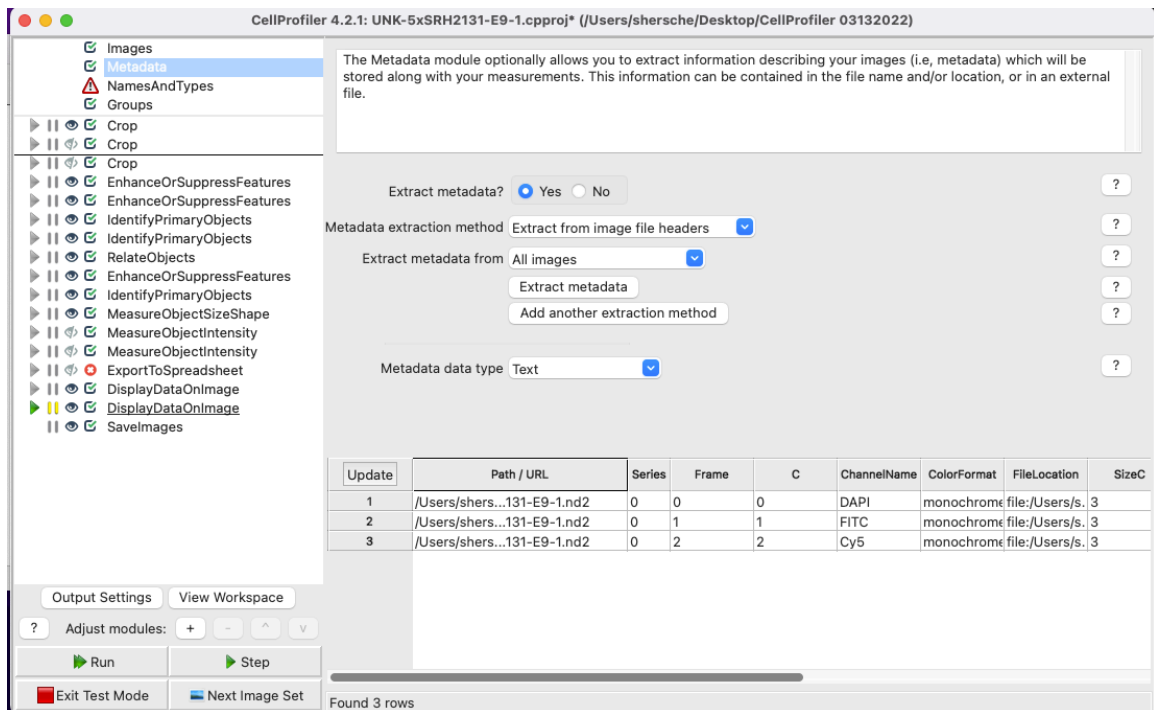 CellProfiler 4.2.1: UNK-5xSRH2131-E9-1.cpproj* (/Users/shersche/Desktop/CellProfiler 03132022)
Images
Metadata
NamesAndTypes
Groups
Crop
Crop
Crop
EnhanceOrSuppressFeatures
EnhanceOrSuppressFeatures
IdentifyPrimaryObjects
IdentifyPrimaryObjects
RelateObjects
EnhanceOrSuppressFeatures
IdentifyPrimaryObjects
MeasureObjectSizeShape
MeasureObjectIntensity
MeasureObjectIntensity
ExportToSpreadsheet
DisplayDataOnImage
DisplayDataOnImage
SaveImages
Output Settings View Workspace
? Adjust modules: + - ^ v
Run Step
Exit Test Mode Next Image Set
The Metadata module optionally allows you to extract information describing your images (i.e, metadata) which will be
stored along with your measurements. This information can be contained in the file name and/or location, or in an external
file.
Extract metadata? Yes No ?
Metadata extraction method Extract from image file headers ?
Extract metadata from All images ?
Extract metadata ?
Add another extraction method ?
Metadata data type Text ?
Update Path / URL Series Frame C ChannelName ColorFormat FileLocation SizeC
1 /Users/shers...131-E9-1.nd2 0 0 0 DAPI monochrome file:/Users/s. 3
2 /Users/shers...131-E9-1.nd2 0 1 1 FITC monochrome file:/Users/s. 3
3 /Users/shers...131-E9-1.nd2 0 2 2 Cy5 monochrome file:/Users/s. 3
Found 3 rows